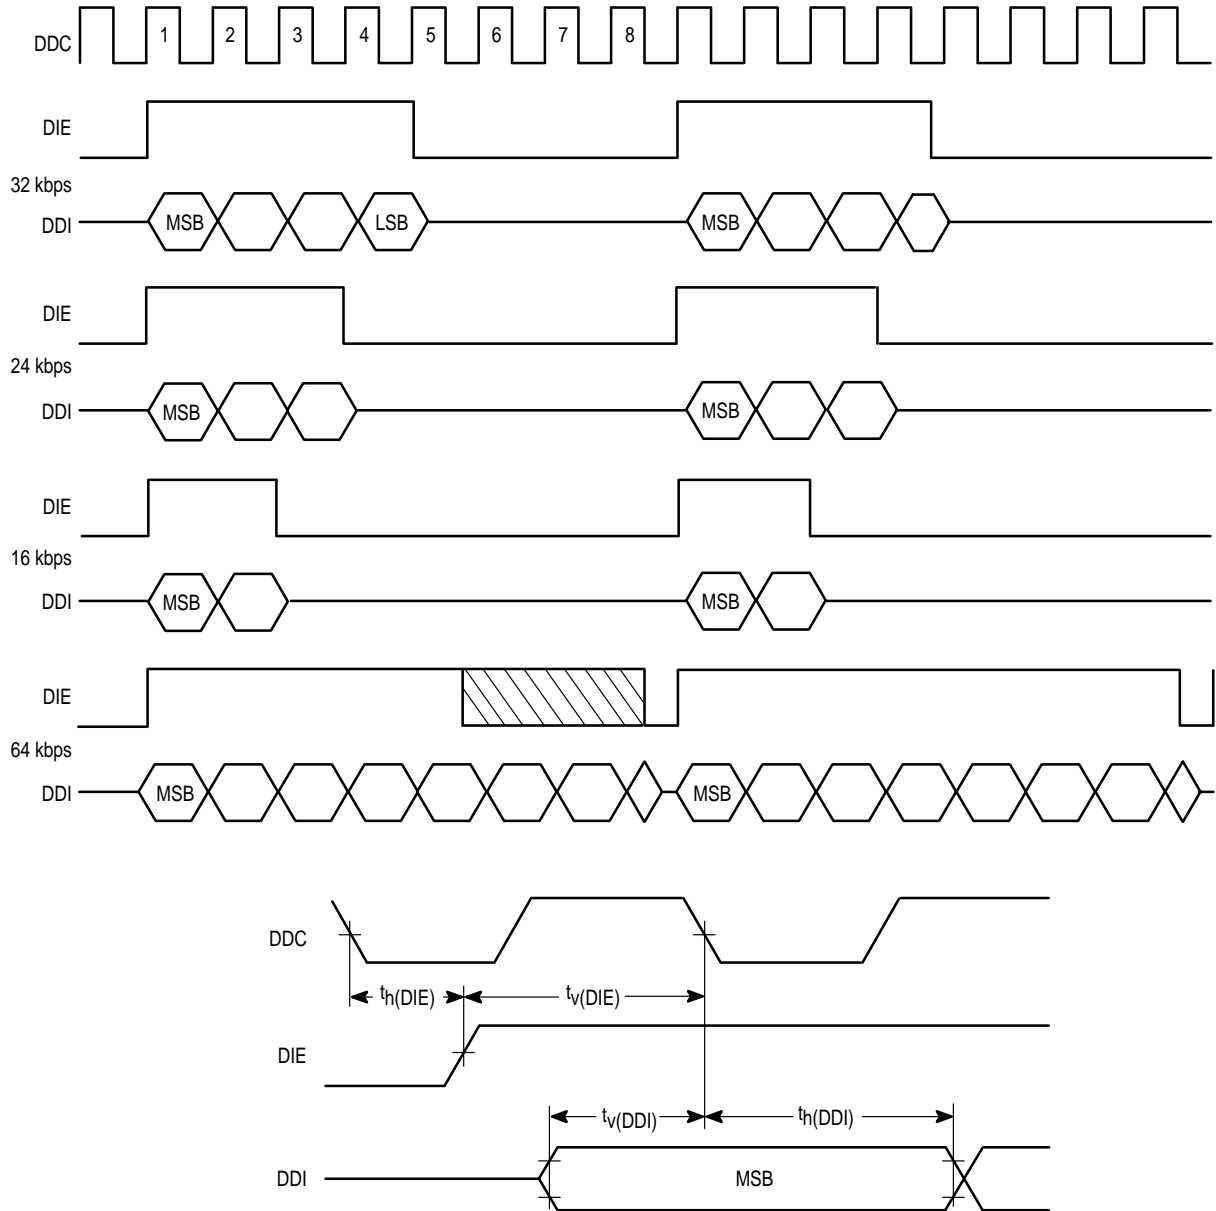 DDC 1 2 3 4 5 6 7 8
DIE
32 kbps
DDI MSB LSB MSB
DIE
24 kbps
DDI MSB MSB
DIE
16 kbps
DDI MSB MSB
DIE
64 kbps
DDI MSB MSB
DDC
th(DIE) tv(DIE)
DIE
tv(DDI) th(DDI)
DDI MSB